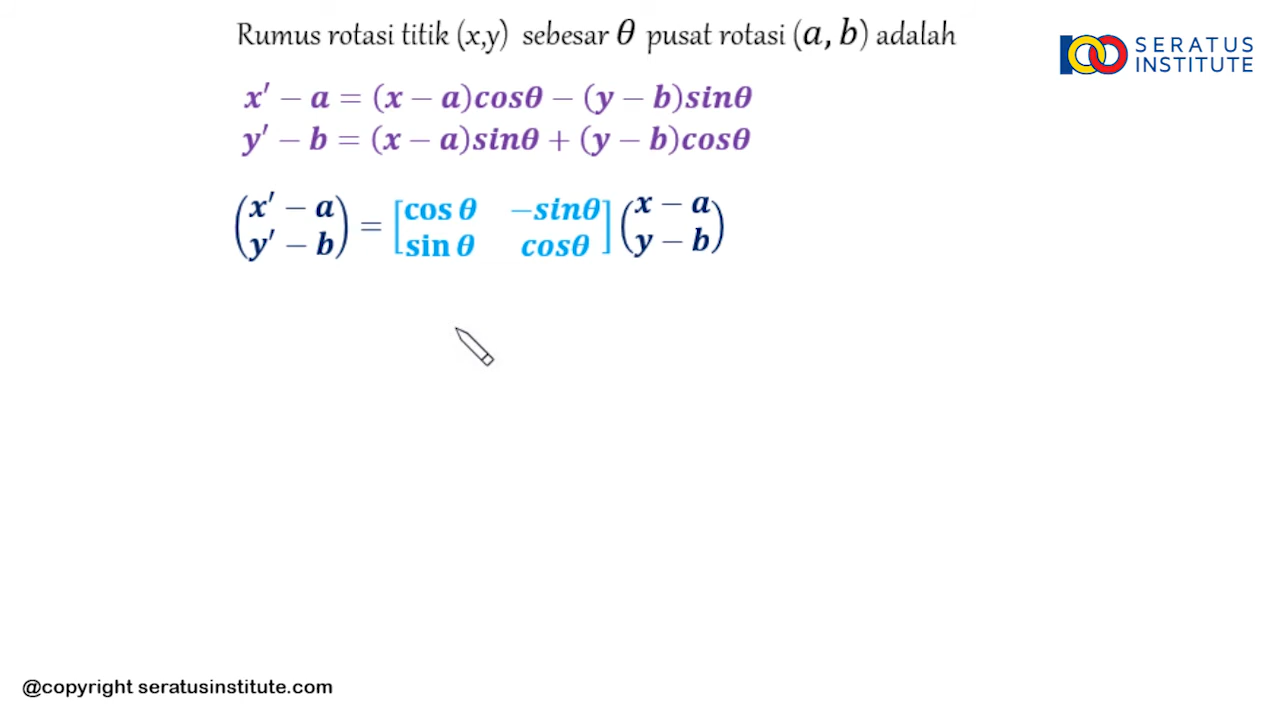 Rumus rotasi titik (x,y) sebesar θ pusat rotasi (a, b) adalah
SERATUS
INSTITUTE
x′ − a = (x − a)cosθ − (y − b)sinθ
y′ − b = (x − a)sinθ + (y − b)cosθ
(x′ − a) = [cos θ −sinθ] (x − a)
(y′ − b) [sin θ cosθ] (y − b)
@copyright seratusinstitute.com